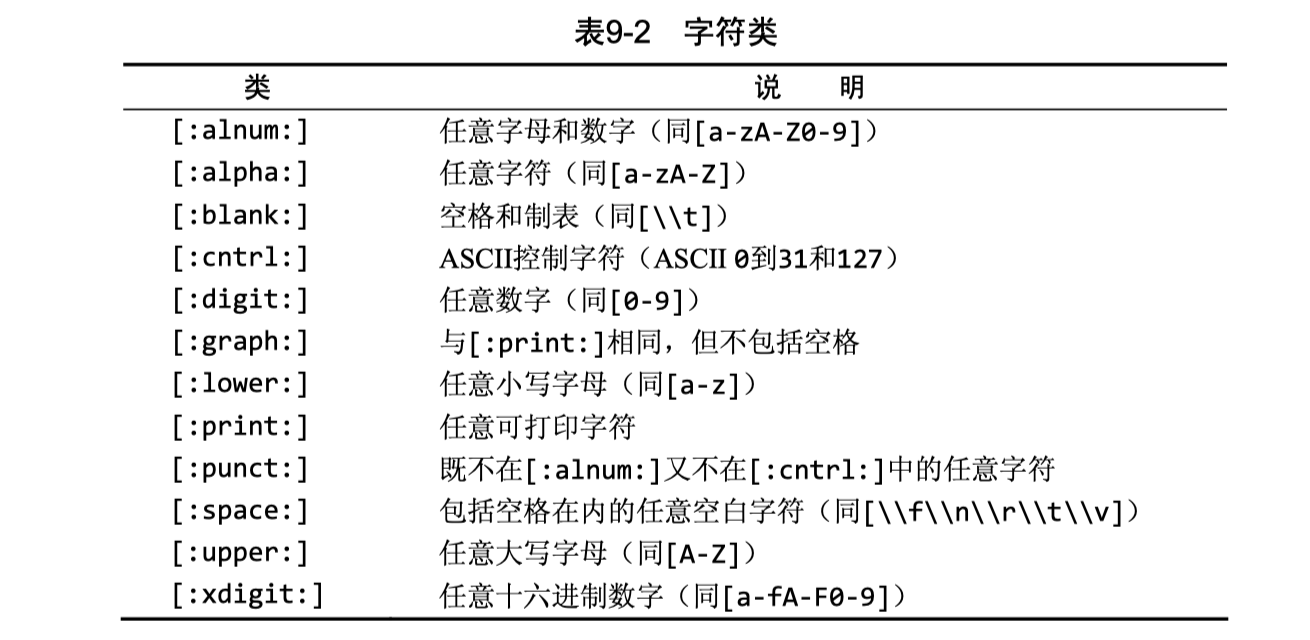 表9-2 字符类
类 说 明
[:alnum:] 任意字母和数字（同[a-zA-Z0-9]）
[:alpha:] 任意字符（同[a-zA-Z]）
[:blank:] 空格和制表（同[\\t]）
[:cntrl:] ASCII控制字符（ASCII 0到31和127）
[:digit:] 任意数字（同[0-9]）
[:graph:] 与[:print:]相同，但不包括空格
[:lower:] 任意小写字母（同[a-z]）
[:print:] 任意可打印字符
[:punct:] 既不在[:alnum:]又不在[:cntrl:]中的任意字符
[:space:] 包括空格在内的任意空白字符（同[\\f\\n\\r\\t\\v]）
[:upper:] 任意大写字母（同[A-Z]）
[:xdigit:] 任意十六进制数字（同[a-fA-F0-9]）